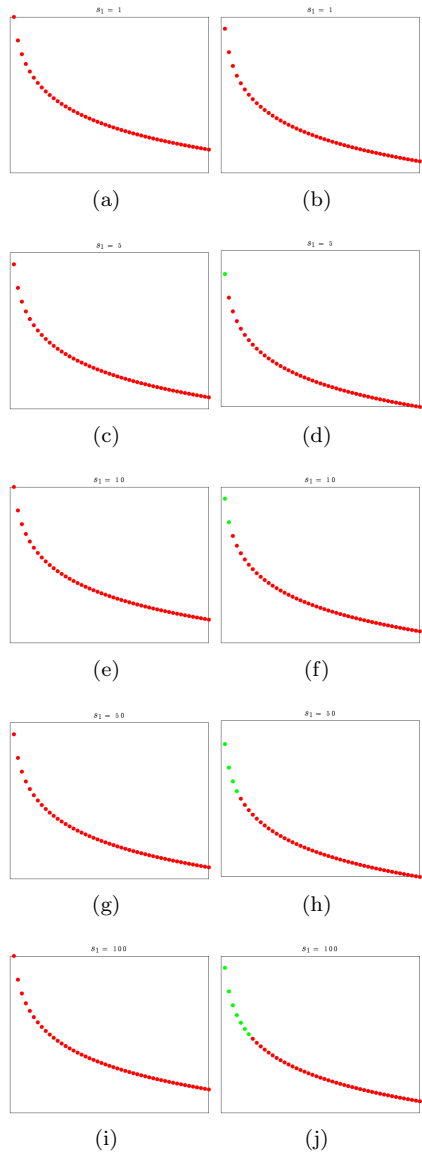 s₁ = 1
s₁ = 1
(a)
(b)
s₁ = 5
s₁ = 5
(c)
(d)
s₁ = 10
s₁ = 10
(e)
(f)
s₁ = 50
s₁ = 50
(g)
(h)
s₁ = 100
s₁ = 100
(i)
(j)